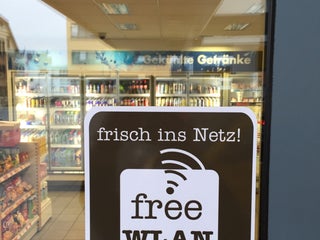 Gekühlte Getränke
frisch ins Netz!
free
WLAN